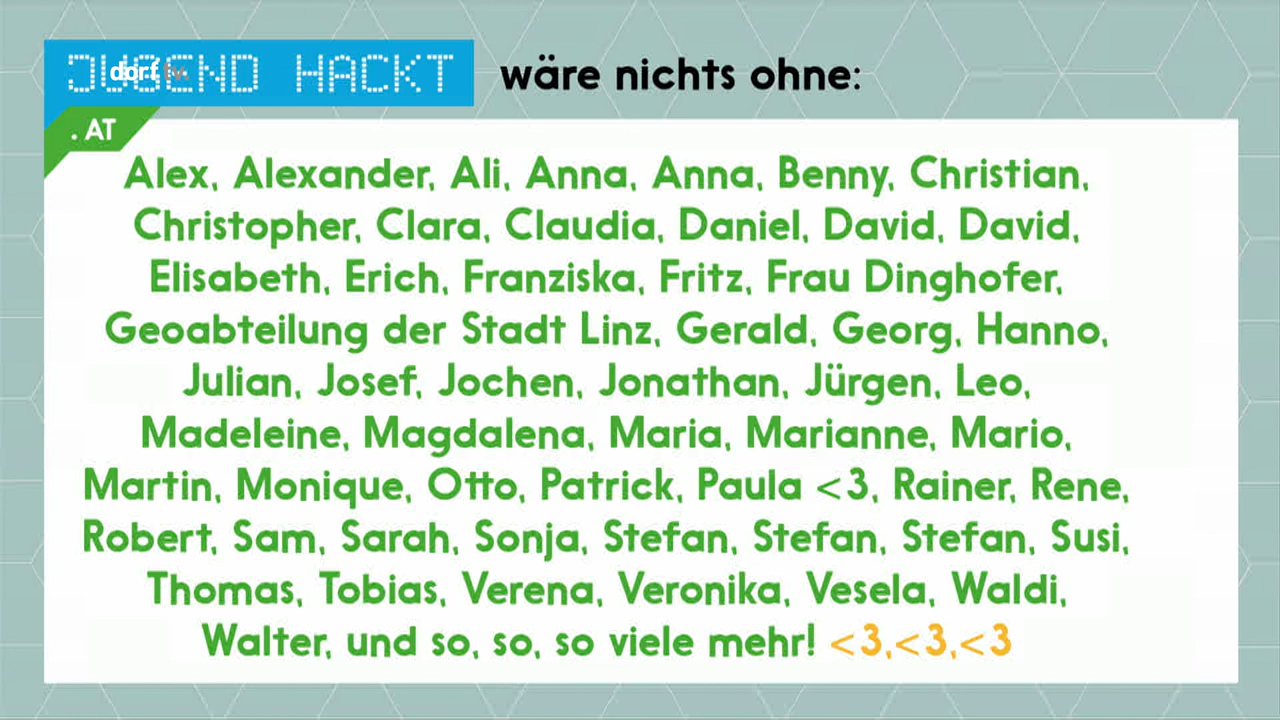 JUGEND HACKT wäre nichts ohne:
dorf tv.
. AT
Alex, Alexander, Ali, Anna, Anna, Benny, Christian,
Christopher, Clara, Claudia, Daniel, David, David,
Elisabeth, Erich, Franziska, Fritz, Frau Dinghofer,
Geoabteilung der Stadt Linz, Gerald, Georg, Hanno,
Julian, Josef, Jochen, Jonathan, Jürgen, Leo,
Madeleine, Magdalena, Maria, Marianne, Mario,
Martin, Monique, Otto, Patrick, Paula <3, Rainer, Rene,
Robert, Sam, Sarah, Sonja, Stefan, Stefan, Stefan, Susi,
Thomas, Tobias, Verena, Veronika, Vesela, Waldi,
Walter, und so, so, so viele mehr! <3,<3,<3